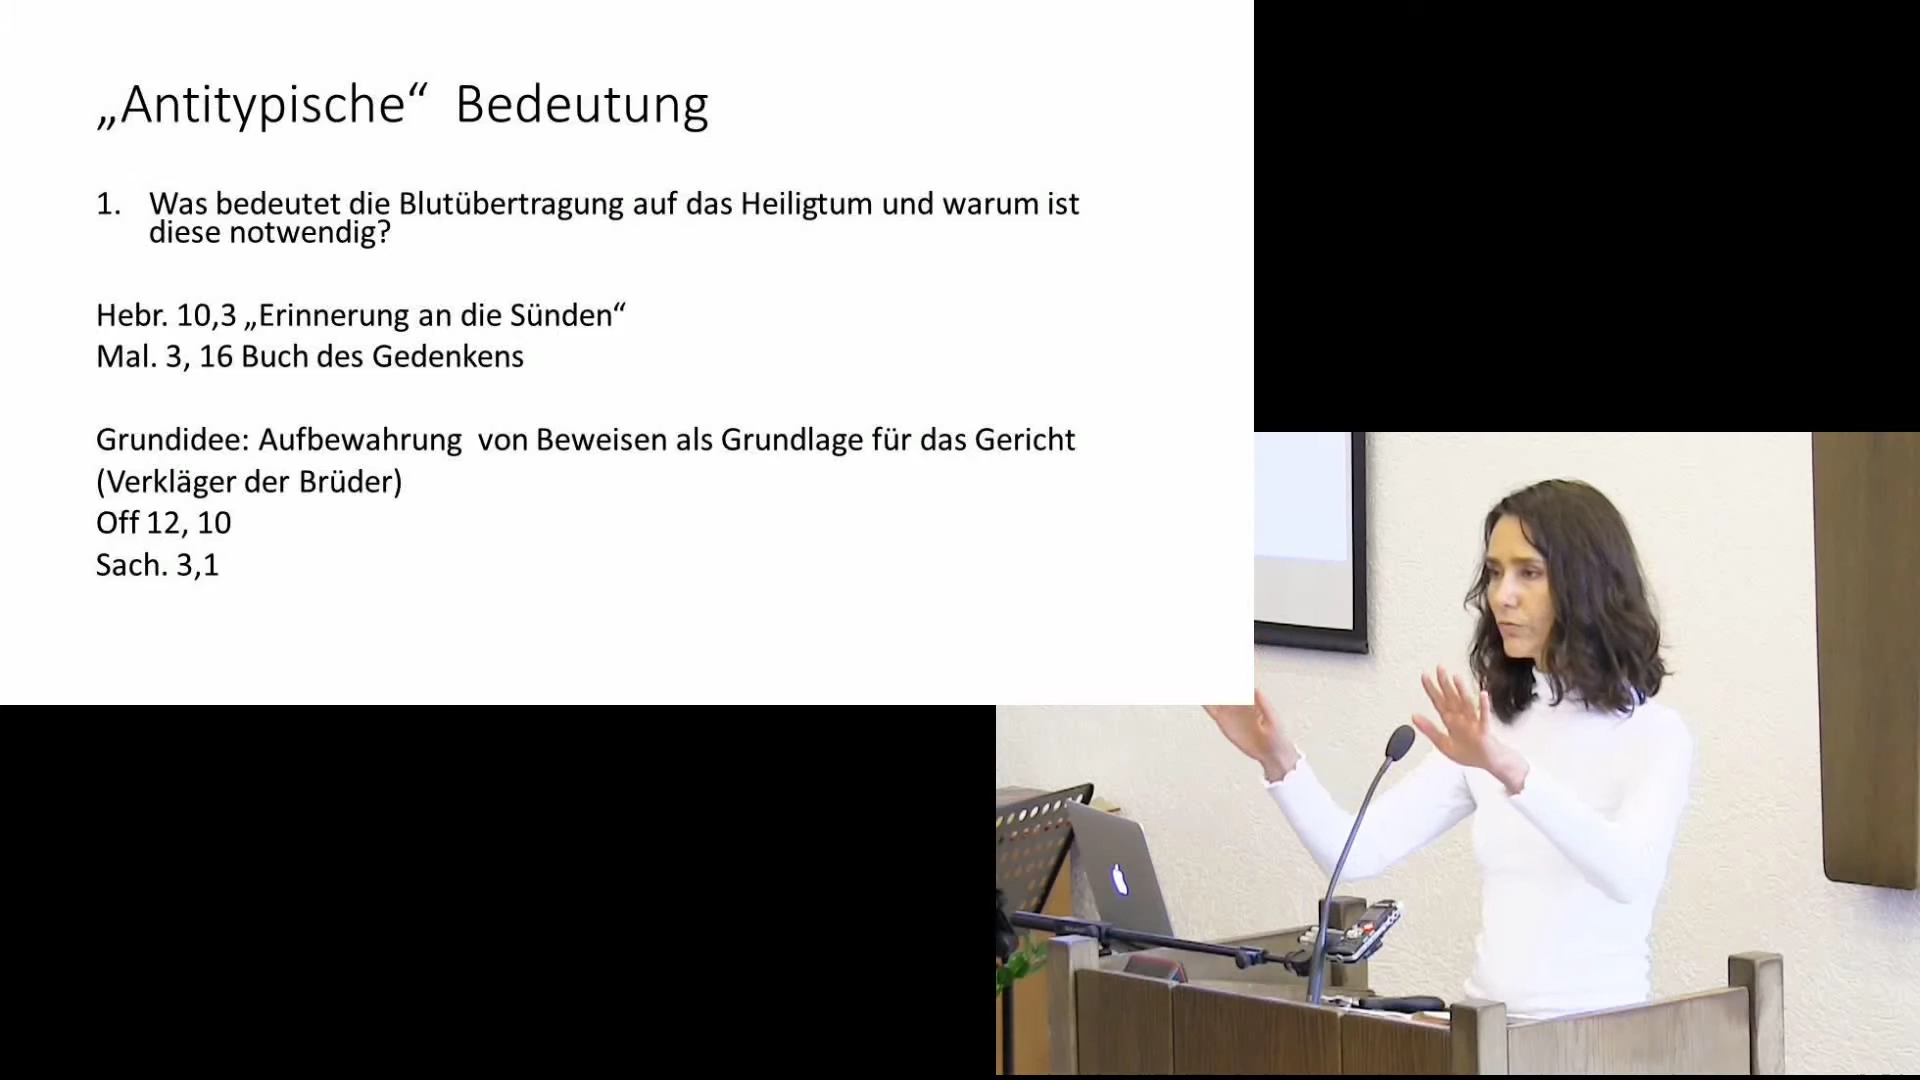 „Antitypische“ Bedeutung
1. Was bedeutet die Blutübertragung auf das Heiligtum und warum ist
diese notwendig?
Hebr. 10,3 „Erinnerung an die Sünden“
Mal. 3, 16 Buch des Gedenkens
Grundidee: Aufbewahrung von Beweisen als Grundlage für das Gericht
(Verkläger der Brüder)
Off 12, 10
Sach. 3,1